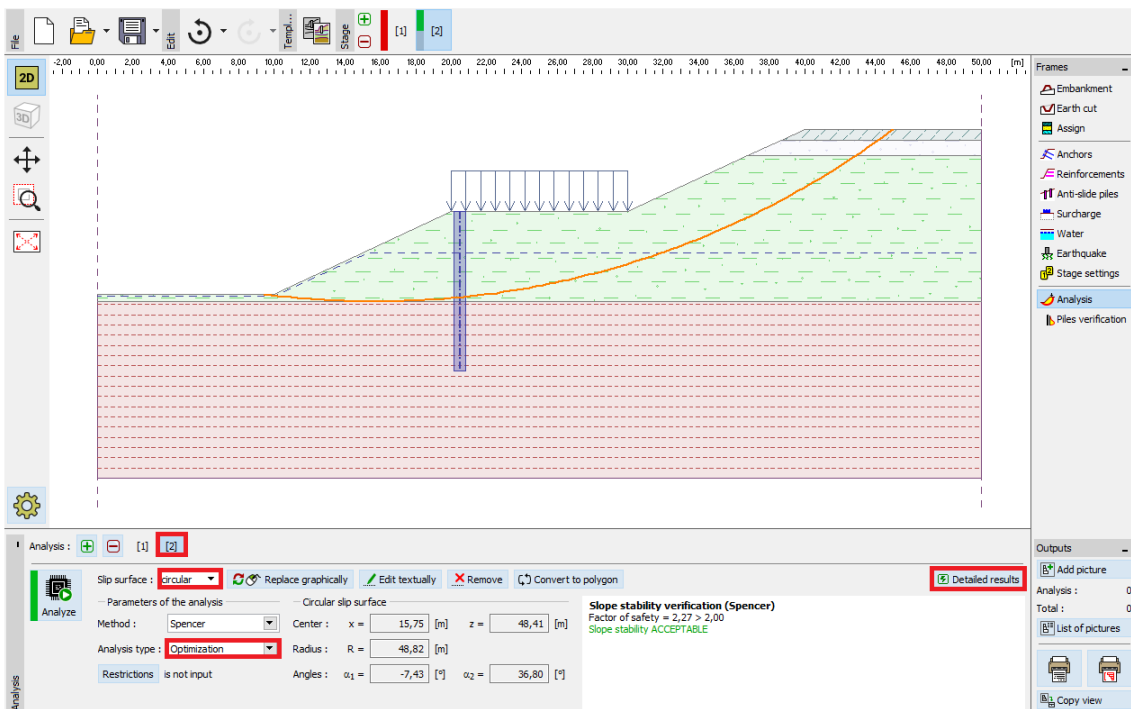 File
Edit
Templ...
Stage
[1]
[2]
2D
3D
-2,00 0,00 2,00 4,00 6,00 8,00 10,00 12,00 14,00 16,00 18,00 20,00 22,00 24,00 26,00 28,00 30,00 32,00 34,00 36,00 38,00 40,00 42,00 44,00 46,00 48,00 50,00 [m]
Frames
Embankment
Earth cut
Assign
Anchors
Reinforcements
Anti-slide piles
Surcharge
Water
Earthquake
Stage settings
Analysis
Piles verification
Analysis : [1] [2]
Analyze
Slip surface : circular Replace graphically Edit textually Remove Convert to polygon Detailed results
Parameters of the analysis
Method : Spencer
Analysis type : Optimization
Restrictions is not input
Circular slip surface
Center : x = 15,75 [m] z = 48,41 [m]
Radius : R = 48,82 [m]
Angles : α1 = -7,43 [°] α2 = 36,80 [°]
Slope stability verification (Spencer)
Factor of safety = 2,27 > 2,00
Slope stability ACCEPTABLE
Analysis
Outputs
Add picture
Analysis : 0
Total : 0
List of pictures
Copy view